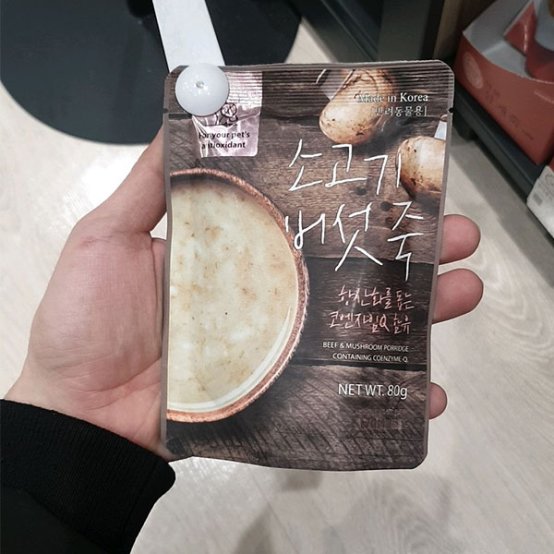 For your pet's
antioxidant
Made in Korea
[반려동물용]
소고기
버섯죽
항산화를 돕는
코엔자임Q 함유
BEEF & MUSHROOM PORRIDGE
CONTAINING COENZYME-Q.
NET WT. 80g